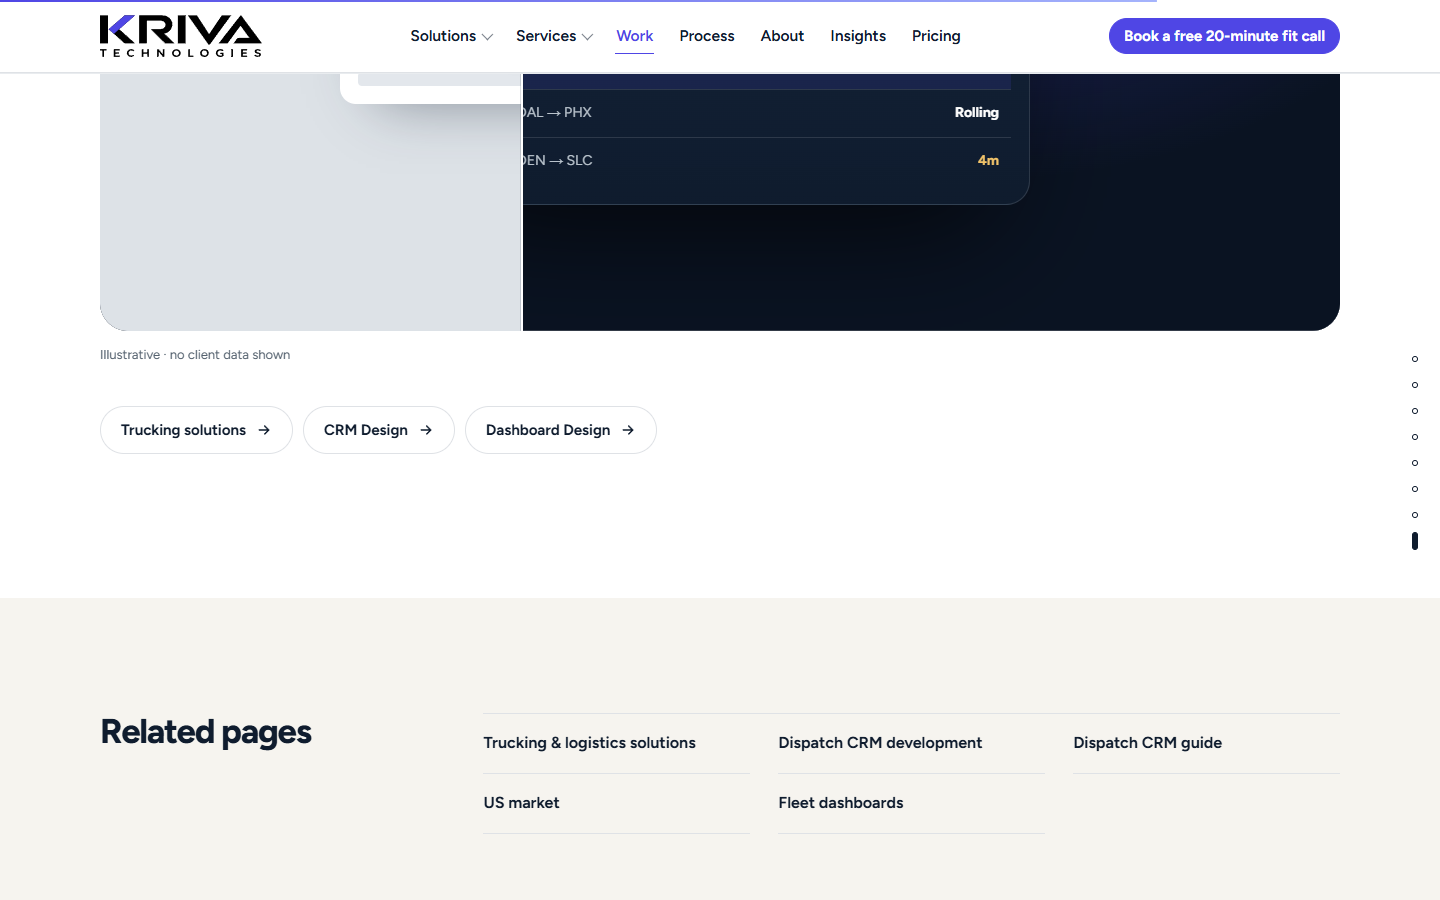 KRIVA
TECHNOLOGIES
Solutions
Services
Work
Process
About
Insights
Pricing
Book a free 20-minute fit call
→ PHX
Rolling
→ SLC
4m
Illustrative · no client data shown
Trucking solutions →
CRM Design →
Dashboard Design →
Related pages
Trucking & logistics solutions
Dispatch CRM development
Dispatch CRM guide
US market
Fleet dashboards